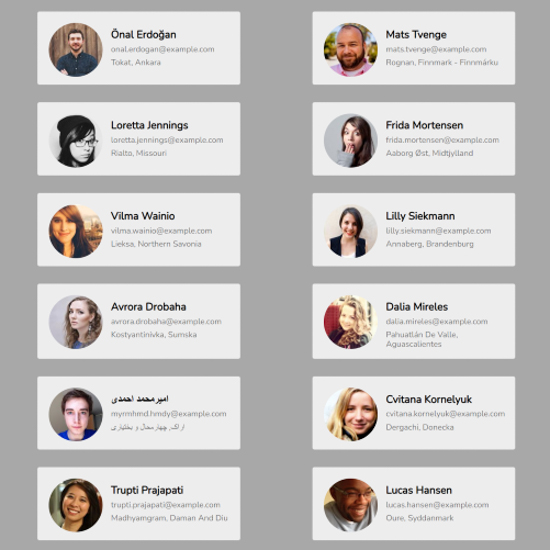 Önal Erdoğan
onal.erdogan@example.com
Tokat, Ankara
Mats Tvenge
mats.tvenge@example.com
Rognan, Finnmark - Finnmárku
Loretta Jennings
loretta.jennings@example.com
Rialto, Missouri
Frida Mortensen
frida.mortensen@example.com
Aaborg Øst, Midtjylland
Vilma Wainio
vilma.wainio@example.com
Lieksa, Northern Savonia
Lilly Siekmann
lilly.siekmann@example.com
Annaberg, Brandenburg
Avrora Drobaha
avrora.drobaha@example.com
Kostyantinivka, Sumska
Dalia Mireles
dalia.mireles@example.com
Pahuatlán De Valle,
Aguascalientes
امیرمحمد احمدی
myrmhmd.hmdy@example.com
اراک, چهارمحال و بختیاری
Cvitana Kornelyuk
cvitana.kornelyuk@example.com
Dergachi, Donecka
Trupti Prajapati
trupti.prajapati@example.com
Madhyamgram, Daman And Diu
Lucas Hansen
lucas.hansen@example.com
Oure, Syddanmark